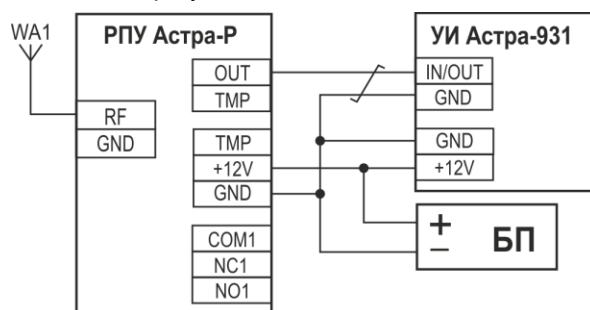 WA1
РПУ Астра-Р
УИ Астра-931
OUT
TMP
IN/OUT
GND
RF
GND
TMP
+12V
GND
GND
+12V
COM1
NC1
NO1
+
−
БП